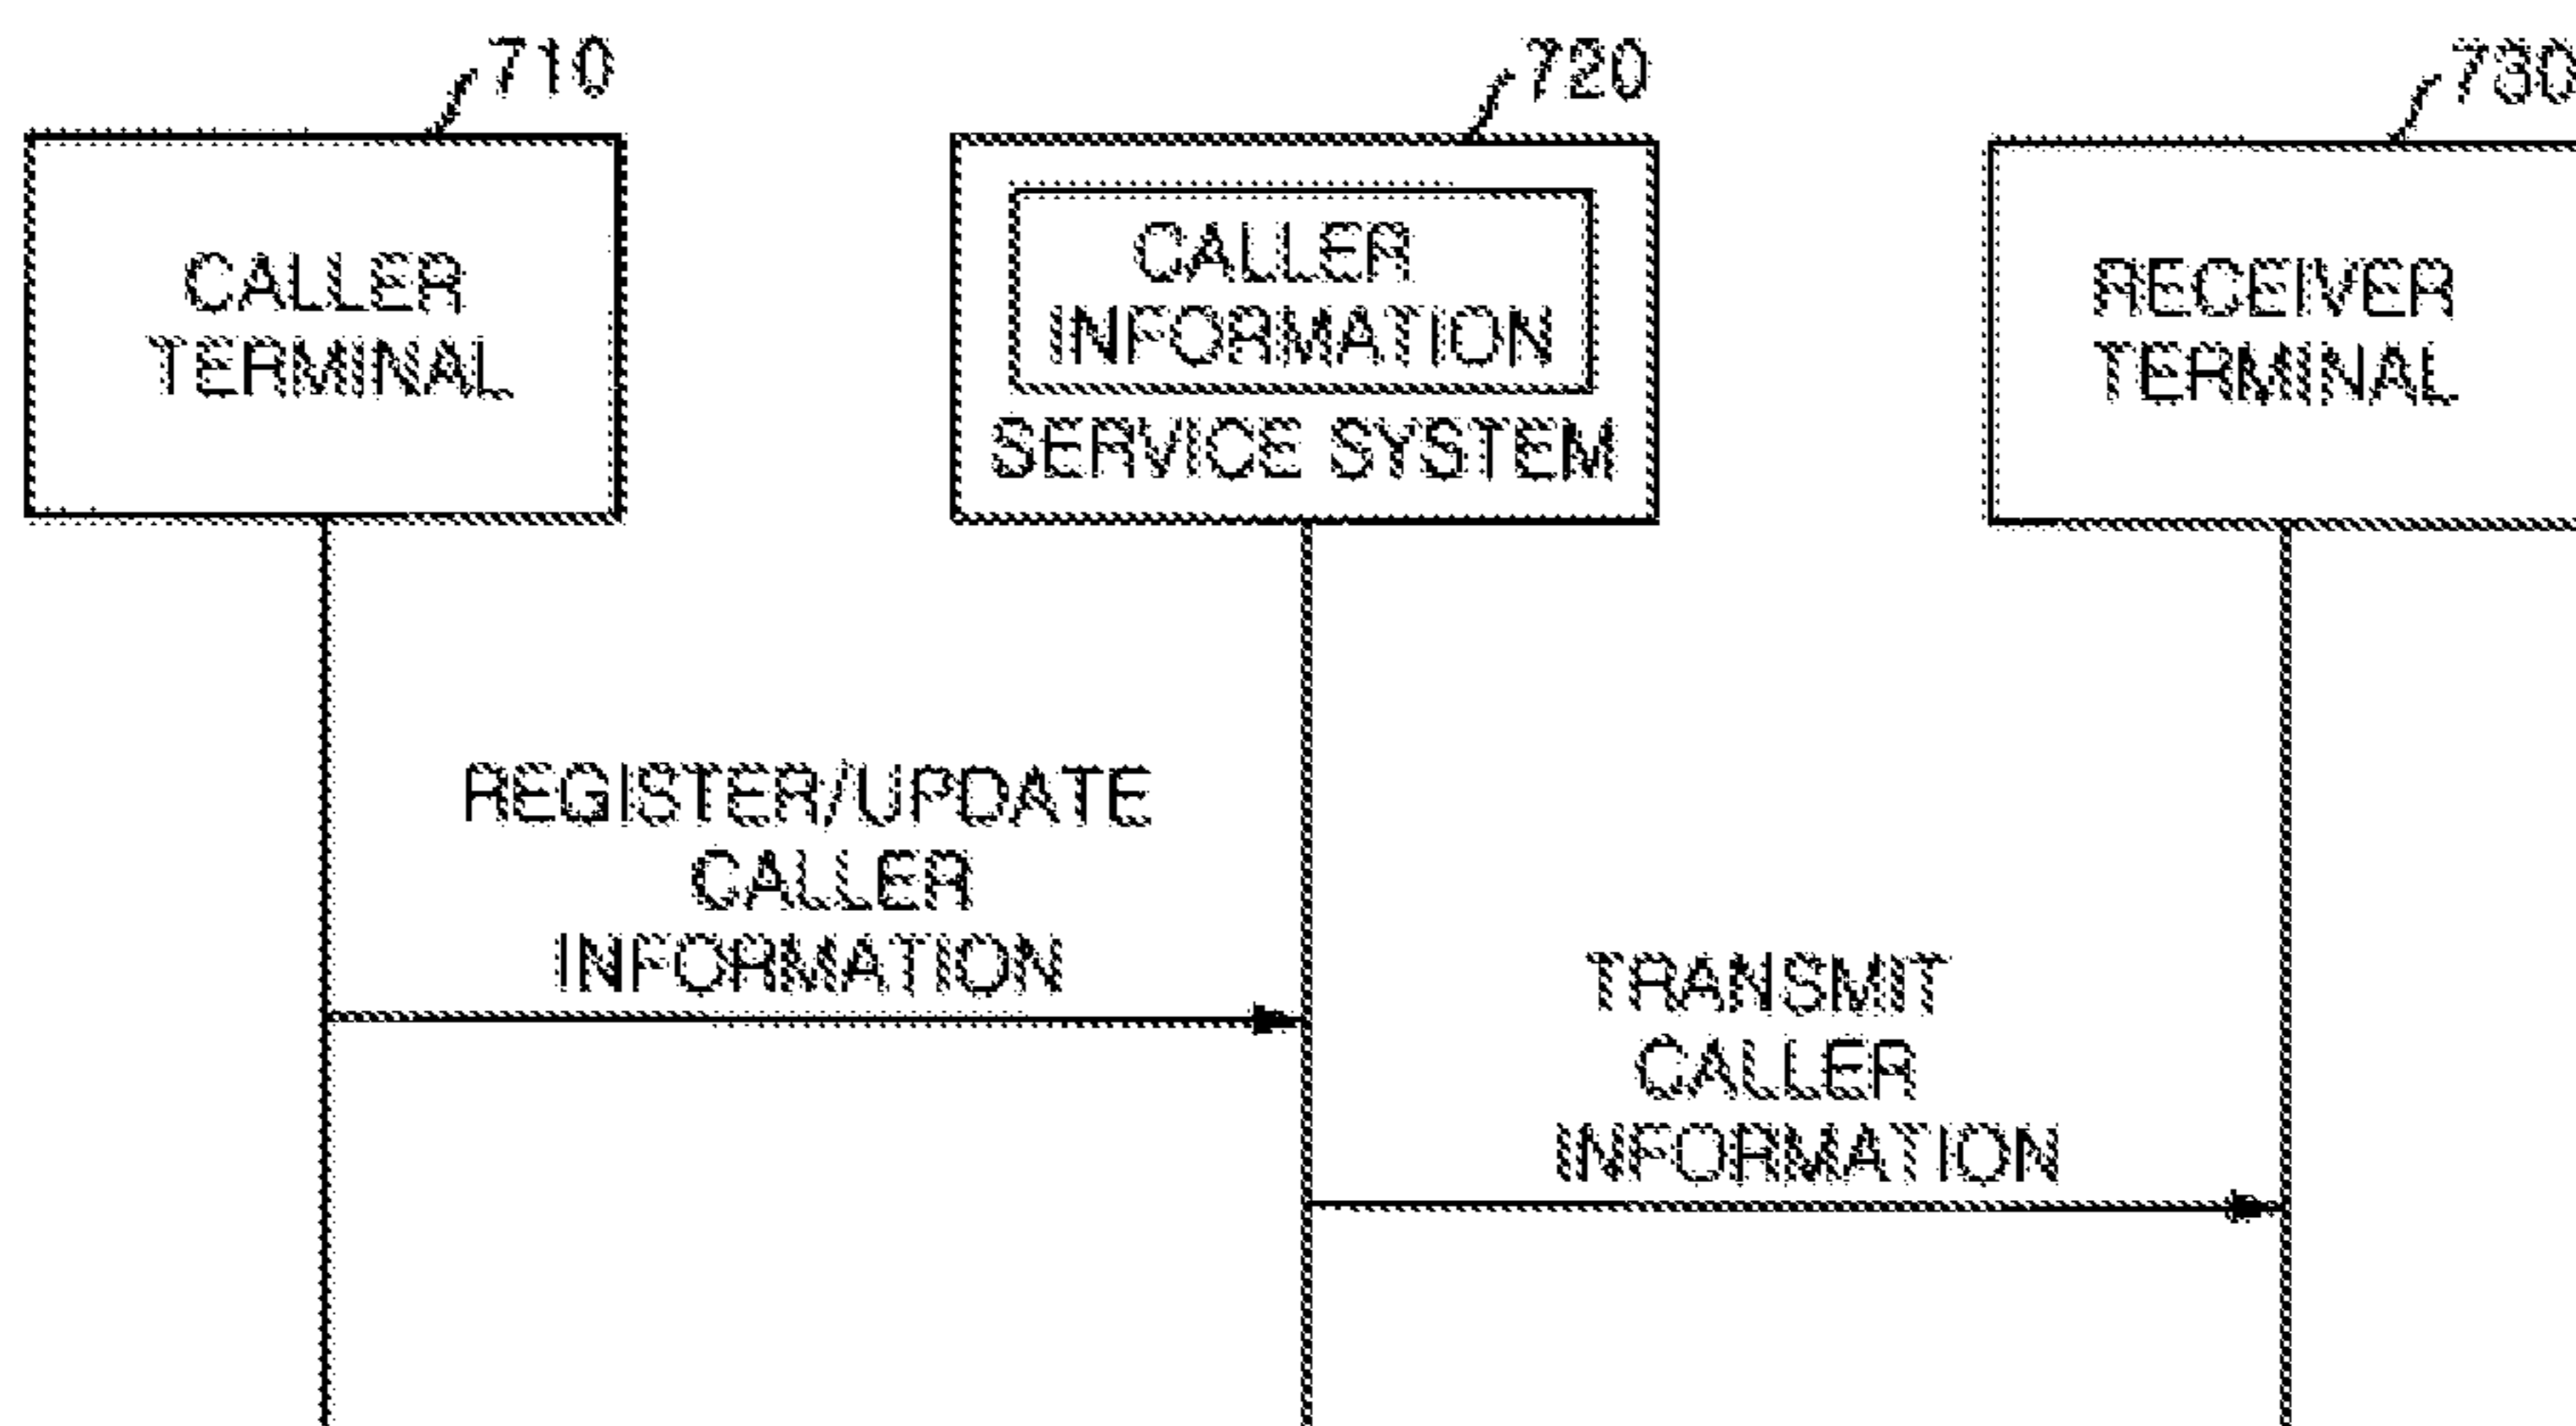 710
720
730
CALLER
TERMINAL
CALLER
INFORMATION
SERVICE SYSTEM
RECEIVER
TERMINAL
REGISTER/UPDATE
CALLER
INFORMATION
TRANSMIT
CALLER
INFORMATION